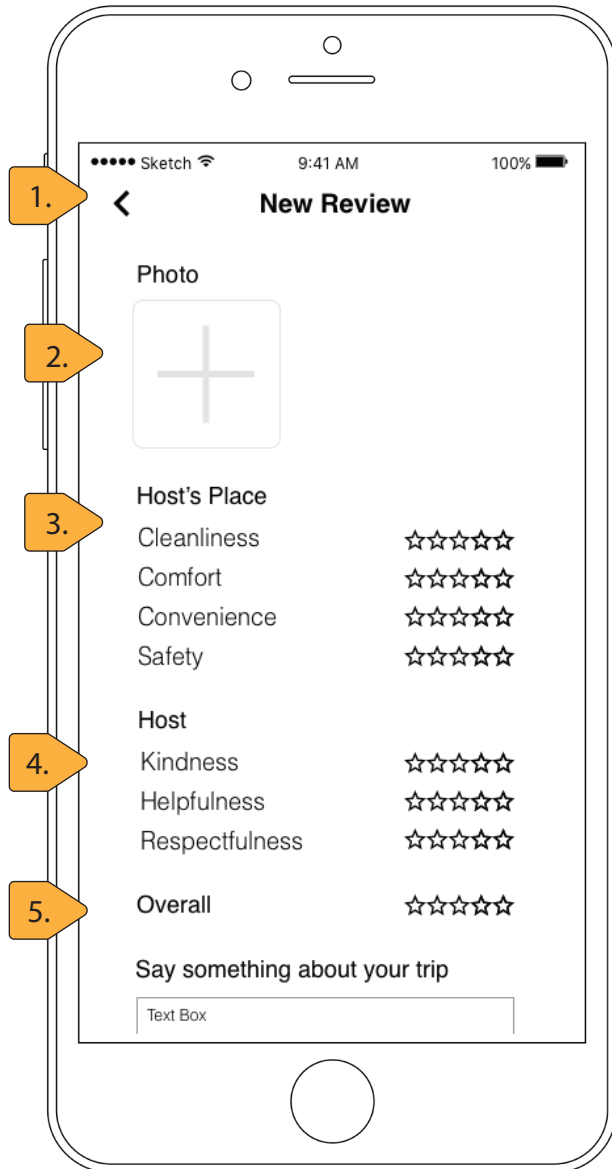 ●●●●● Sketch 9:41 AM 100%
1.
New Review
Photo
2.
Host's Place
3.
Cleanliness ☆☆☆☆☆
Comfort ☆☆☆☆☆
Convenience ☆☆☆☆☆
Safety ☆☆☆☆☆
Host
4.
Kindness ☆☆☆☆☆
Helpfulness ☆☆☆☆☆
Respectfulness ☆☆☆☆☆
5.
Overall ☆☆☆☆☆
Say something about your trip
Text Box